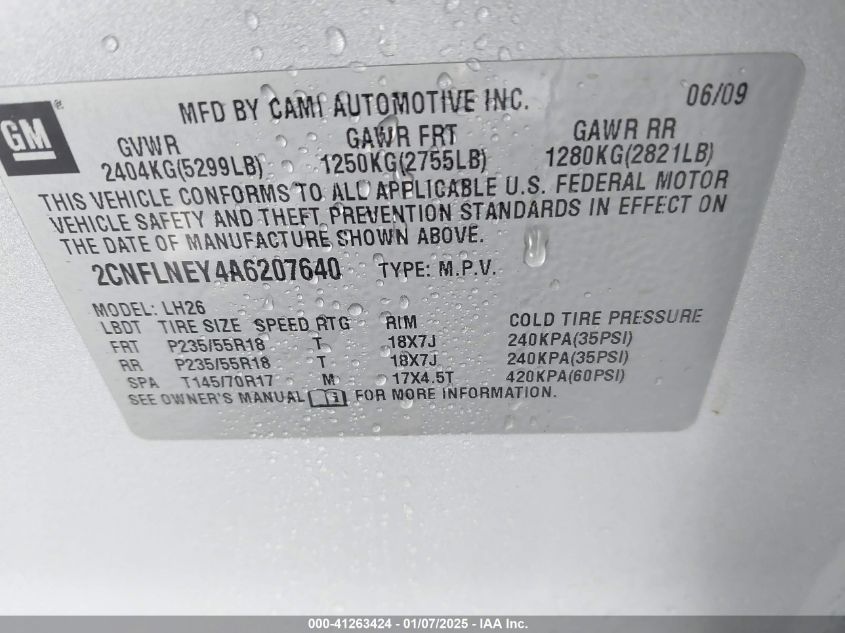 GM
MFD BY CAMI AUTOMOTIVE INC. 06/09
GVWR GAWR FRT GAWR RR
2404KG(5299LB) 1250KG(2755LB) 1280KG(2821LB)
THIS VEHICLE CONFORMS TO ALL APPLICABLE U.S. FEDERAL MOTOR
VEHICLE SAFETY AND THEFT PREVENTION STANDARDS IN EFFECT ON
THE DATE OF MANUFACTURE SHOWN ABOVE.
2CNFLNEY4A6207640 TYPE: M.P.V.
MODEL: LH26
LBDT TIRE SIZE SPEED RTG RIM COLD TIRE PRESSURE
FRT P235/55R18 T 18X7J 240KPA(35PSI)
RR P235/55R18 T 18X7J 240KPA(35PSI)
SPA T145/70R17 M 17X4.5T 420KPA(60PSI)
SEE OWNER'S MANUAL FOR MORE INFORMATION.
000-41263424 - 01/07/2025 - IAA Inc.